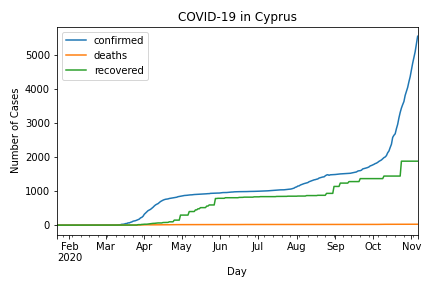 COVID-19 in Cyprus
confirmed
deaths
recovered
Number of Cases
5000
4000
3000
2000
1000
0
Feb Mar Apr May Jun Jul Aug Sep Oct Nov
2020
Day